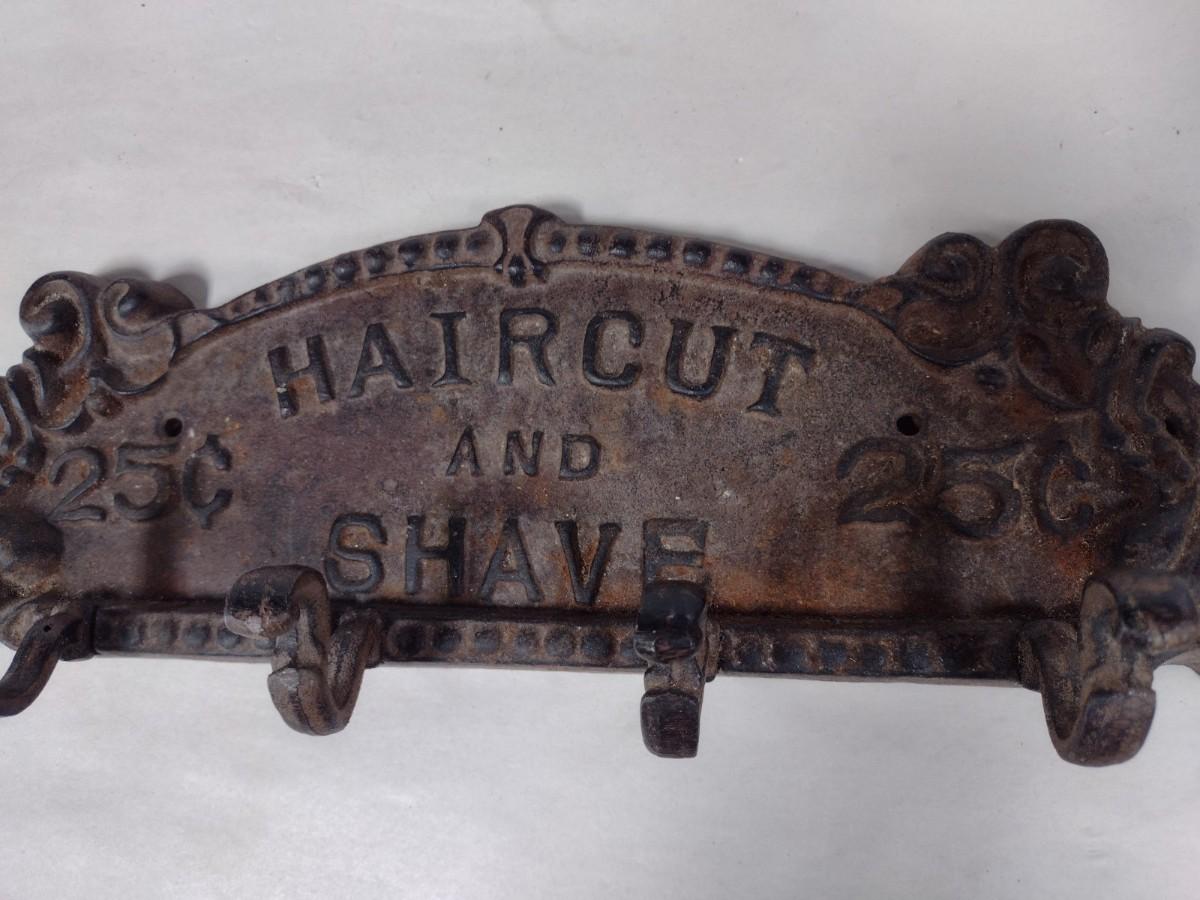 HAIRCUT
AND
25¢ 25¢
SHAVE